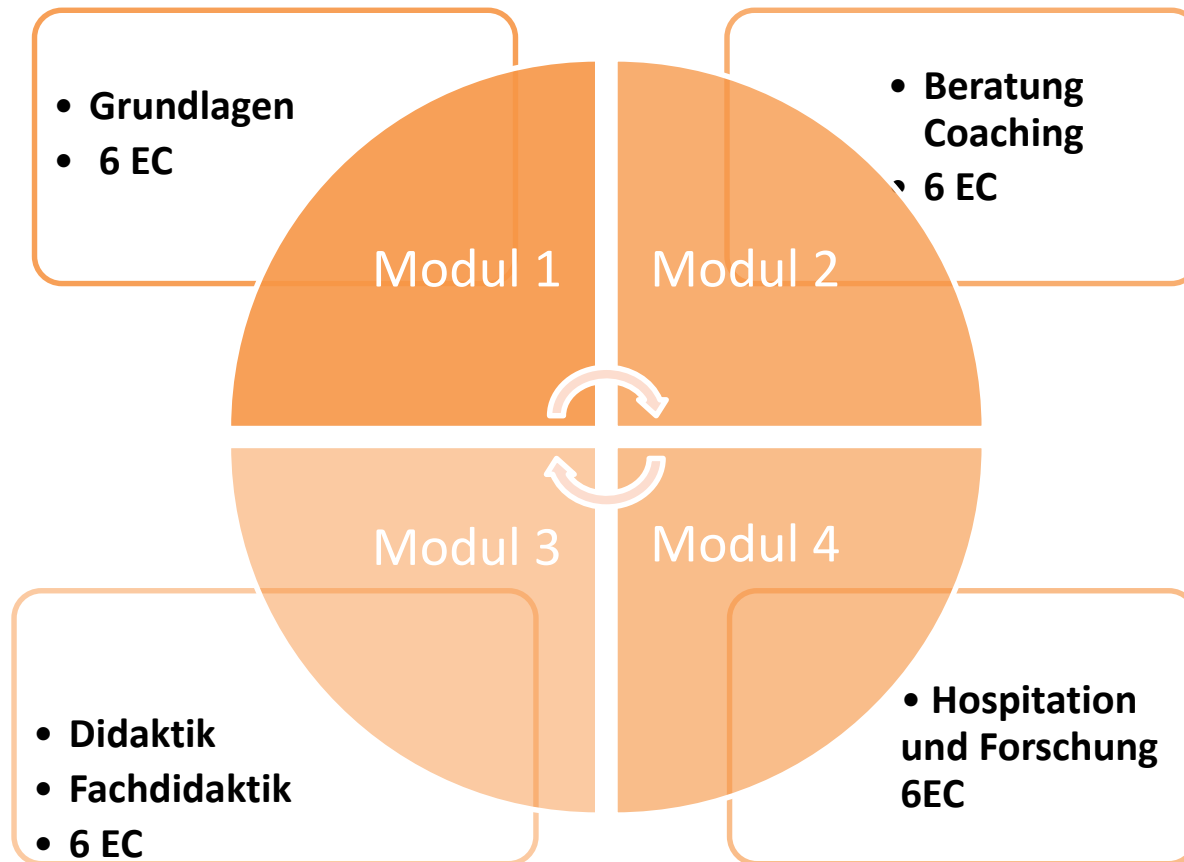 • Grundlagen
• 6 EC
• Beratung
Coaching
• 6 EC
Modul 1
Modul 2
Modul 3
Modul 4
• Didaktik
• Fachdidaktik
• 6 EC
• Hospitation
und Forschung
6EC